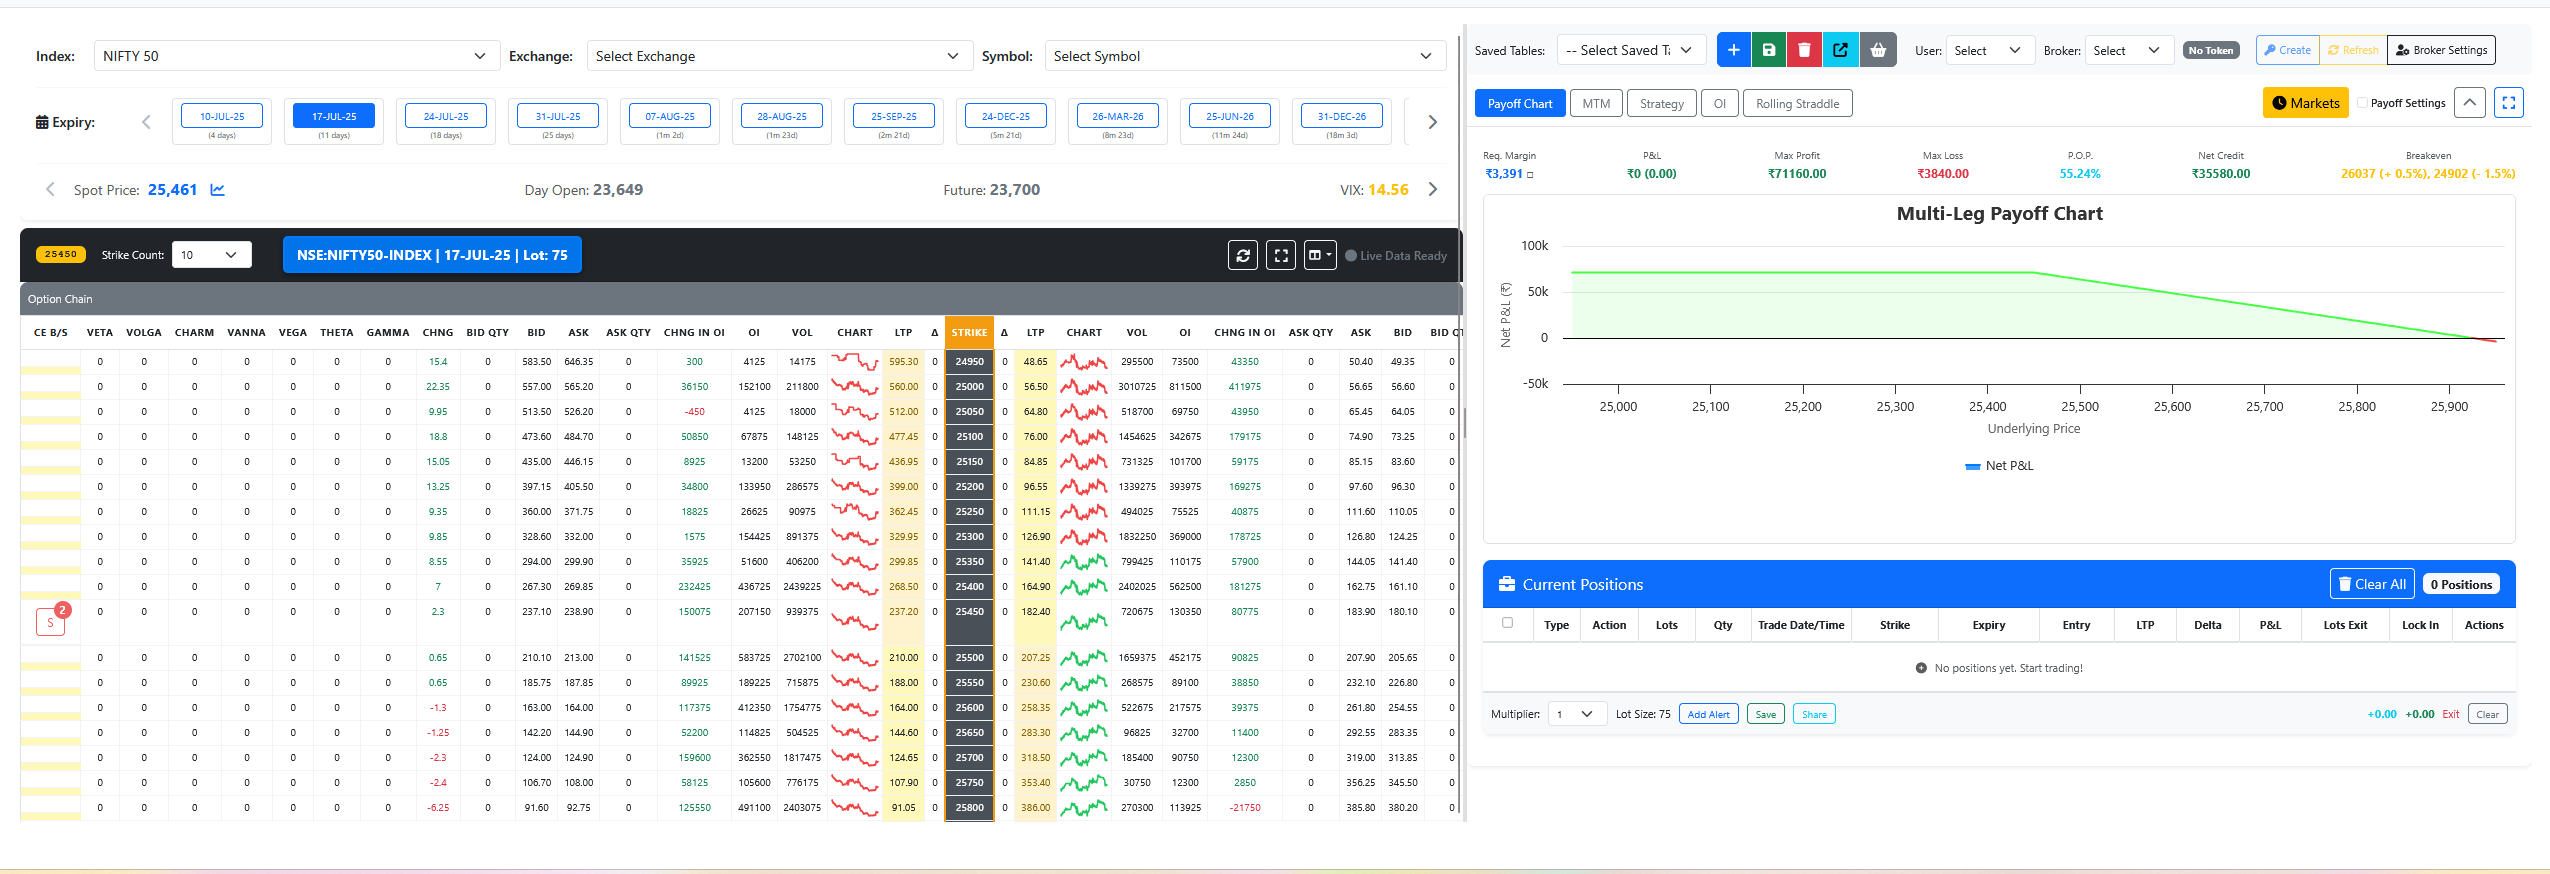 Index: NIFTY 50 Exchange: Select Exchange Symbol: Select Symbol
Expiry: 10-JUL-25 17-JUL-25 24-JUL-25 31-JUL-25 07-AUG-25 28-AUG-25 25-SEP-25 24-DEC-25 26-MAR-26 25-JUN-26 31-DEC-26
(4 days) (11 days) (18 days) (25 days) (1m 2d) (1m 23d) (2m 21d) (5m 21d) (8m 23d) (11m 24d) (18m 3d)
Spot Price: 25,461 Day Open: 23,649 Future: 23,700 VIX: 14.56
25450 Strike Count: 10 NSE:NIFTY50-INDEX | 17-JUL-25 | Lot: 75 Live Data Ready
Option Chain
CE B/S VETA VOLGA CHARM VANNA VEGA THETA GAMMA CHNG BID QTY BID ASK ASK QTY CHNG IN OI OI VOL CHART LTP Δ STRIKE Δ LTP CHART VOL OI CHNG IN OI ASK QTY ASK BID BID QT
0 0 0 0 0 0 0 15.4 0 583.50 646.35 0 300 4125 14175 595.30 0 24950 0 48.65 295500 73500 43350 0 50.40 49.35 0
0 0 0 0 0 0 0 22.35 0 557.00 565.20 0 36150 152100 211800 560.00 0 25000 0 56.50 3010725 811500 411975 0 56.65 56.60 0
0 0 0 0 0 0 0 9.95 0 513.50 526.20 0 -450 4125 18000 512.00 0 25050 0 64.80 518700 69750 43950 0 65.45 64.05 0
0 0 0 0 0 0 0 18.8 0 473.60 484.70 0 50850 67875 148125 477.45 0 25100 0 76.00 1454625 342675 179175 0 74.90 73.25 0
0 0 0 0 0 0 0 15.05 0 435.00 446.15 0 8925 13200 53250 436.95 0 25150 0 84.85 731325 101700 59175 0 85.15 83.60 0
0 0 0 0 0 0 0 13.25 0 397.15 405.50 0 34800 133950 286575 399.00 0 25200 0 96.55 1339275 393975 169275 0 97.60 96.30 0
0 0 0 0 0 0 0 9.35 0 360.00 371.75 0 18825 26625 90975 362.45 0 25250 0 111.15 494025 75525 40875 0 111.60 110.05 0
0 0 0 0 0 0 0 9.85 0 328.60 332.00 0 1575 154425 891375 329.95 0 25300 0 126.90 1832250 369000 178725 0 126.80 124.25 0
0 0 0 0 0 0 0 8.55 0 294.00 299.90 0 35925 51600 406200 299.85 0 25350 0 141.40 799425 110175 57900 0 144.05 141.40 0
0 0 0 0 0 0 0 7 0 267.30 269.85 0 232425 436725 2439225 268.50 0 25400 0 164.90 2402025 562500 181275 0 162.75 161.10 0
S 2 0 0 0 0 0 0 0 2.3 0 237.10 238.90 0 150075 207150 939375 237.20 0 25450 0 182.40 720675 130350 80775 0 183.90 180.10 0
0 0 0 0 0 0 0 0.65 0 210.10 213.00 0 141525 583725 2702100 210.00 0 25500 0 207.25 1659375 452175 90825 0 207.90 205.65 0
0 0 0 0 0 0 0 0.65 0 185.75 187.85 0 89925 189225 715875 188.00 0 25550 0 230.60 268575 89100 38850 0 232.10 226.80 0
0 0 0 0 0 0 0 -1.3 0 163.00 164.00 0 117375 412350 1754775 164.00 0 25600 0 258.35 522675 217575 39375 0 261.80 254.55 0
0 0 0 0 0 0 0 -1.25 0 142.20 144.90 0 52200 114825 504525 144.60 0 25650 0 283.30 96825 32700 11400 0 292.55 283.35 0
0 0 0 0 0 0 0 -2.3 0 124.00 124.90 0 159600 362550 1817475 124.65 0 25700 0 318.50 185400 90750 12300 0 319.00 313.85 0
0 0 0 0 0 0 0 -2.4 0 106.70 108.00 0 58125 105600 776175 107.90 0 25750 0 353.40 30750 12300 2850 0 356.25 345.50 0
0 0 0 0 0 0 0 -6.25 0 91.60 92.75 0 125550 491100 2403075 91.05 0 25800 0 386.00 270300 113925 -21750 0 385.80 380.20 0
Saved Tables: -- Select Saved Ta User: Select Broker: Select No Token Create Refresh Broker Settings
Payoff Chart MTM Strategy OI Rolling Straddle Markets Payoff Settings
Req. Margin P&L Max Profit Max Loss P.O.P. Net Credit Breakeven
₹3,391 ₹0 (0.00) ₹71160.00 ₹3840.00 55.24% ₹35580.00 26037 (+ 0.5%), 24902 (- 1.5%)
Multi-Leg Payoff Chart
Net P&L (₹)
100k
50k
0
-50k
25,000 25,100 25,200 25,300 25,400 25,500 25,600 25,700 25,800 25,900
Underlying Price
Net P&L
Current Positions Clear All 0 Positions
Type Action Lots Qty Trade Date/Time Strike Expiry Entry LTP Delta P&L Lots Exit Lock In Actions
No positions yet. Start trading!
Multiplier: 1 Lot Size: 75 Add Alert Save Share +0.00 +0.00 Exit Clear